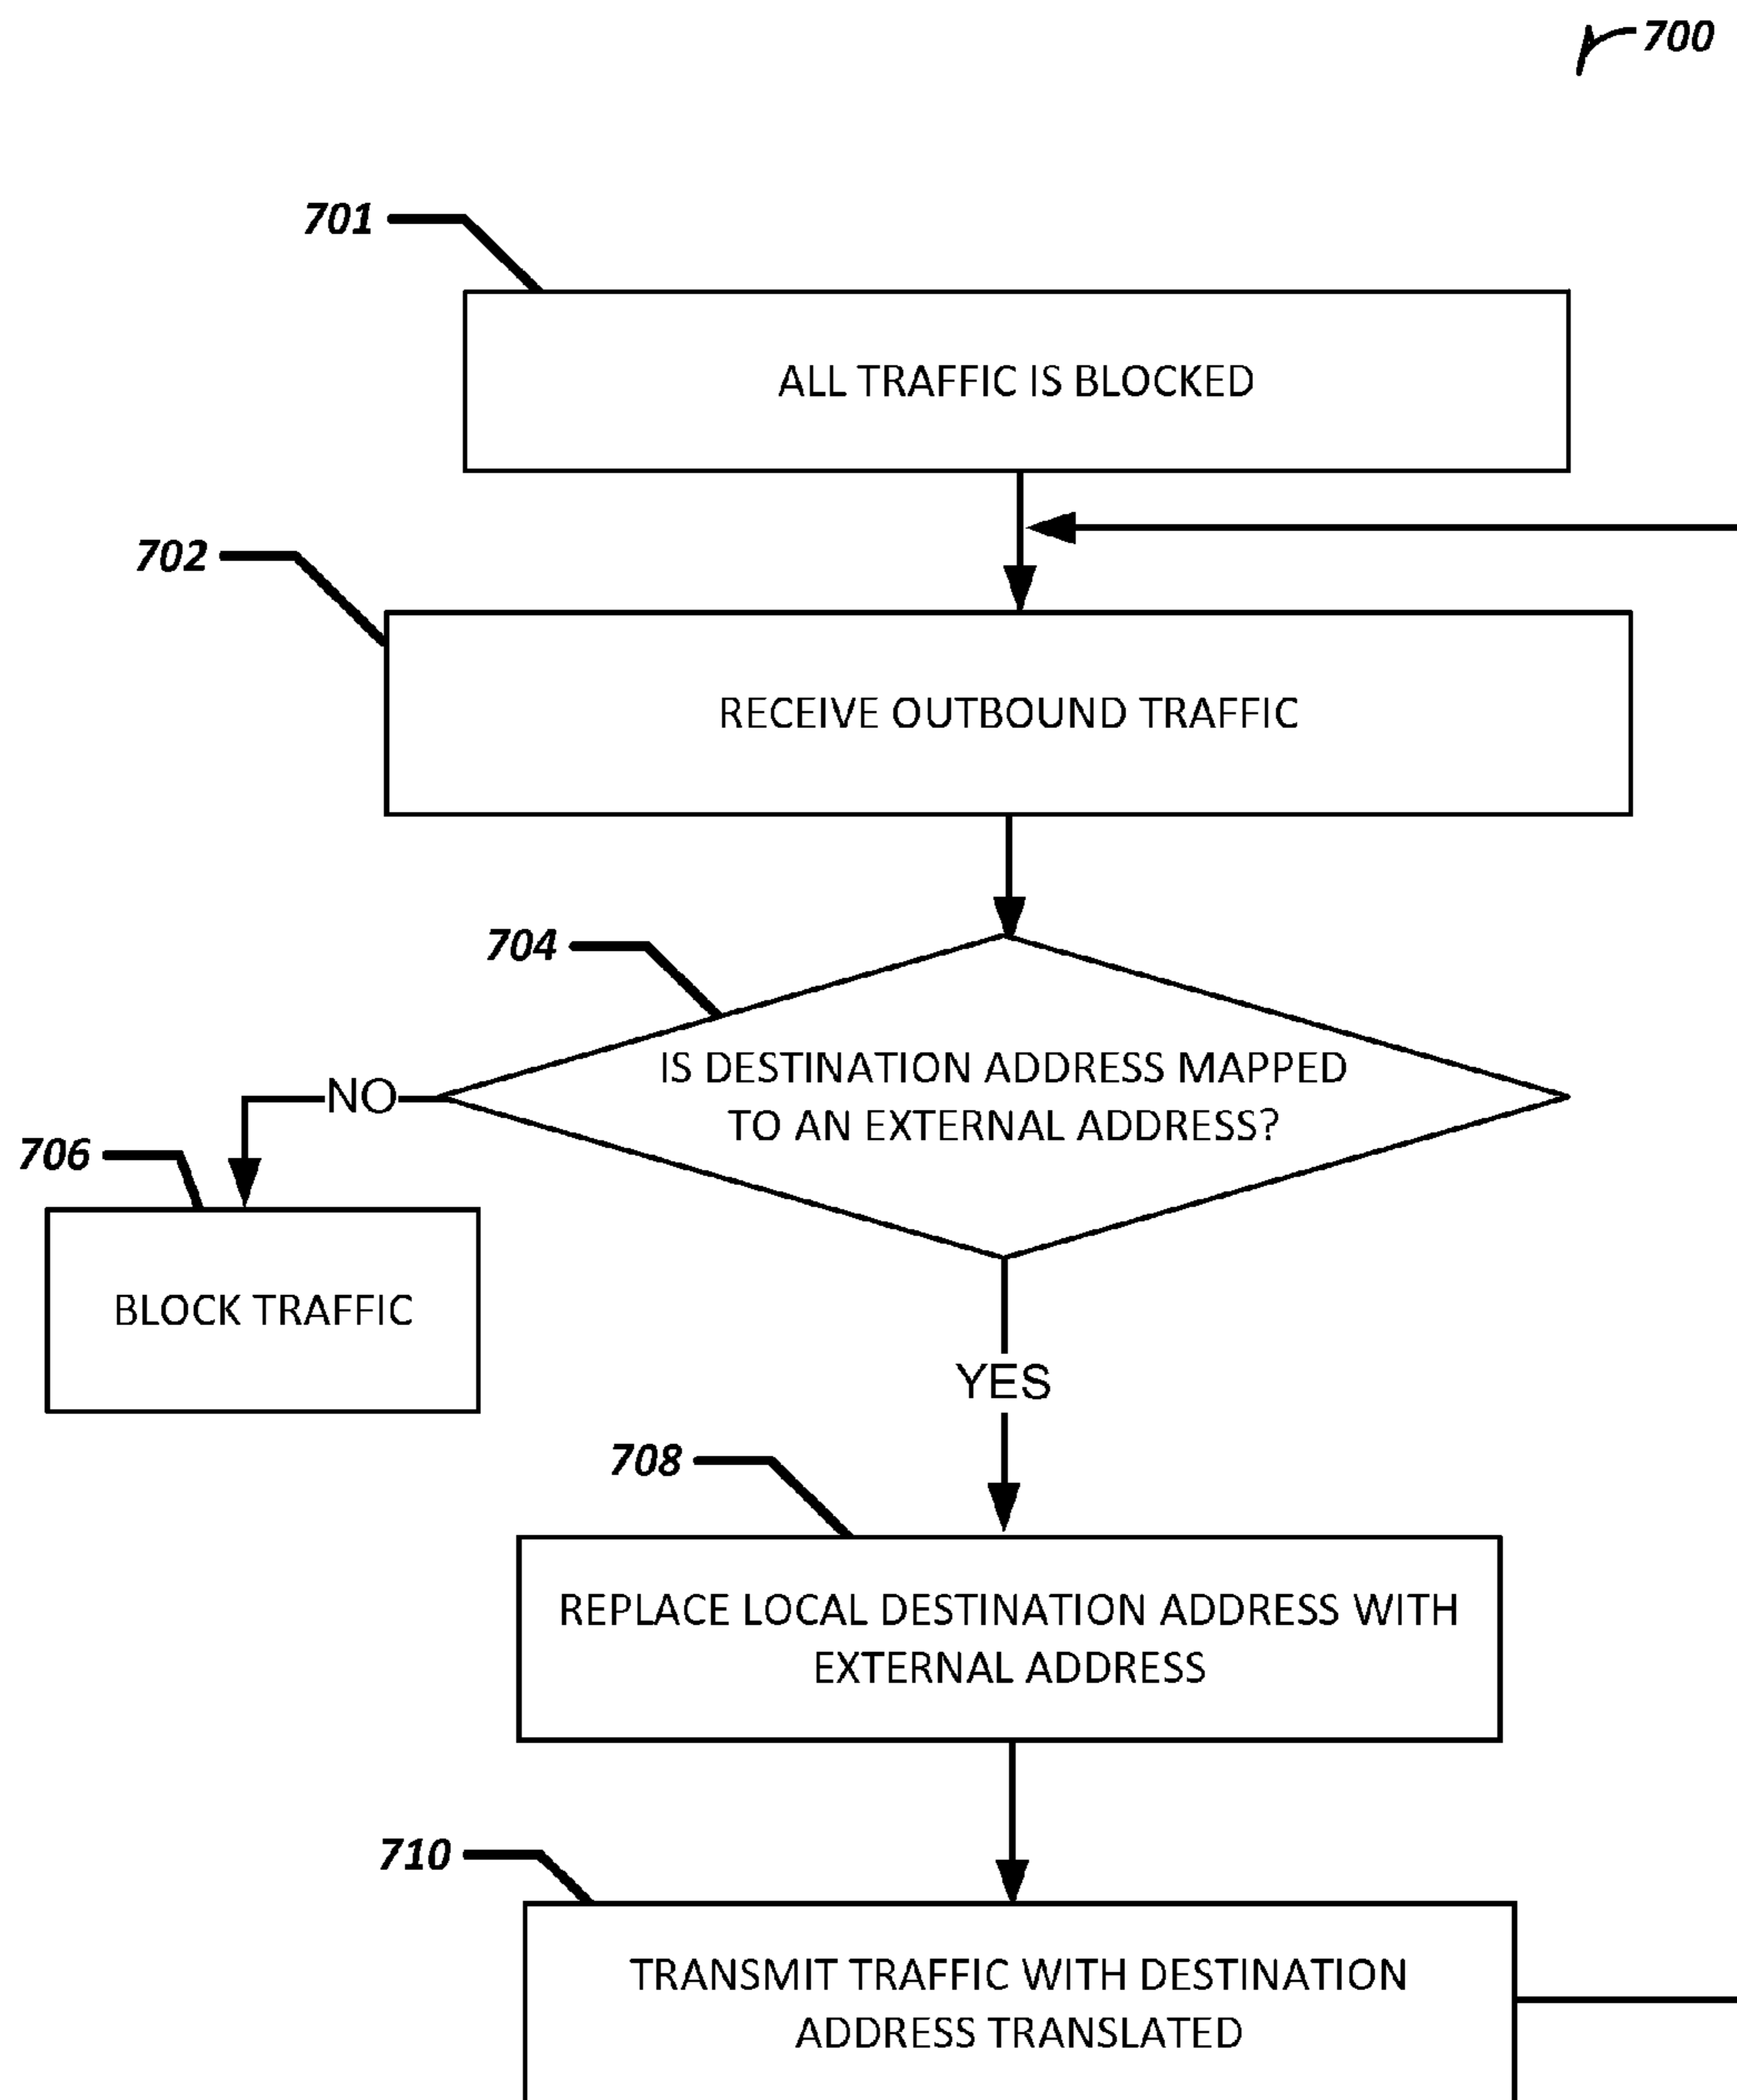 700
701
ALL TRAFFIC IS BLOCKED
702
RECEIVE OUTBOUND TRAFFIC
704
IS DESTINATION ADDRESS MAPPED
TO AN EXTERNAL ADDRESS?
NO
706
BLOCK TRAFFIC
YES
708
REPLACE LOCAL DESTINATION ADDRESS WITH
EXTERNAL ADDRESS
710
TRANSMIT TRAFFIC WITH DESTINATION
ADDRESS TRANSLATED